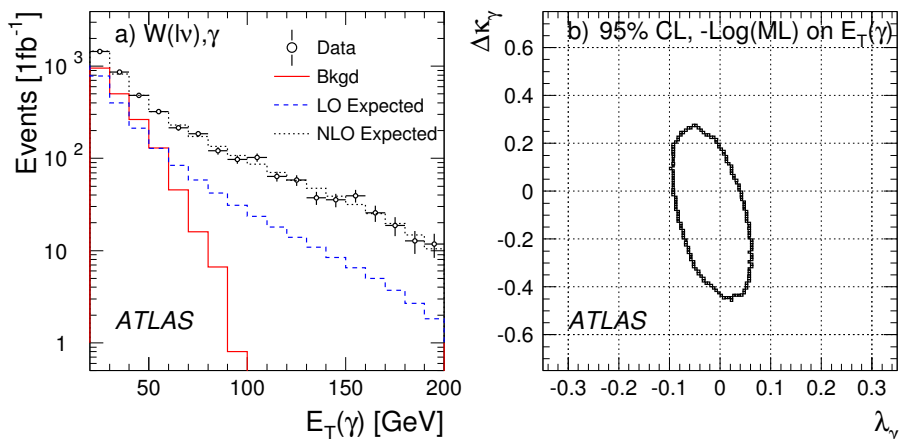 a) W(lν),γ
Data
Bkgd
LO Expected
NLO Expected
Events [1fb⁻¹]
10³
10²
10
1
ATLAS
50
100
150
200
E_T(γ) [GeV]
b) 95% CL, -Log(ML) on E_T(γ)
Δκ_γ
0.6
0.4
0.2
0
-0.2
-0.4
-0.6
ATLAS
-0.3
-0.2
-0.1
0
0.1
0.2
0.3
λ_γ